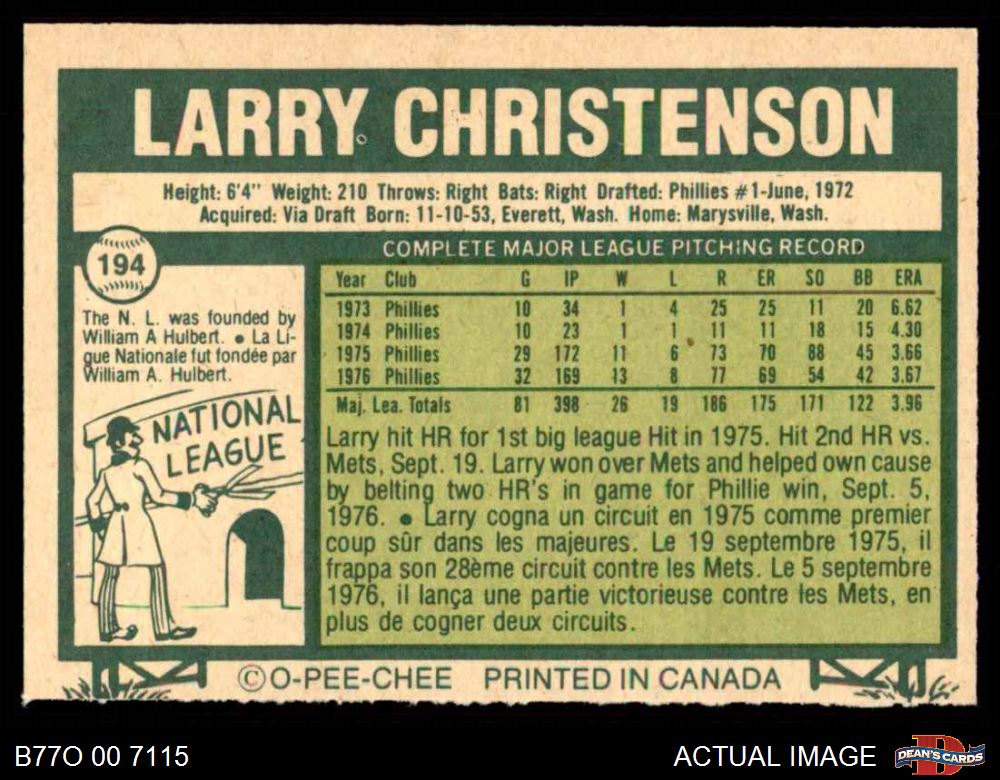 LARRY CHRISTENSON
Height: 6'4" Weight: 210 Throws: Right Bats: Right Drafted: Phillies #1-June, 1972
Acquired: Via Draft Born: 11-10-53, Everett, Wash. Home: Marysville, Wash.
194
The N. L. was founded by
William A Hulbert. ● La Li-
gue Nationale fut fondée par
William A. Hulbert.
NATIONAL
LEAGUE
COMPLETE MAJOR LEAGUE PITCHING RECORD
Year Club G IP W L R ER SO BB ERA
1973 Phillies 10 34 1 4 25 25 11 20 6.62
1974 Phillies 10 23 1 1 11 11 18 15 4.30
1975 Phillies 29 172 11 6 73 70 88 45 3.66
1976 Phillies 32 169 13 8 77 69 54 42 3.67
Maj. Lea. Totals 81 398 26 19 186 175 171 122 3.96
Larry hit HR for 1st big league Hit in 1975. Hit 2nd HR vs.
Mets, Sept. 19. Larry won over Mets and helped own cause
by belting two HR's in game for Phillie win, Sept. 5,
1976. ● Larry cogna un circuit en 1975 comme premier
coup sûr dans les majeures. Le 19 septembre 1975, il
frappa son 28ème circuit contre les Mets. Le 5 septembre
1976, il lança une partie victorieuse contre les Mets, en
plus de cogner deux circuits.
©O-PEE-CHEE PRINTED IN CANADA
B77O 00 7115
ACTUAL IMAGE
D
DEAN'S CARDS